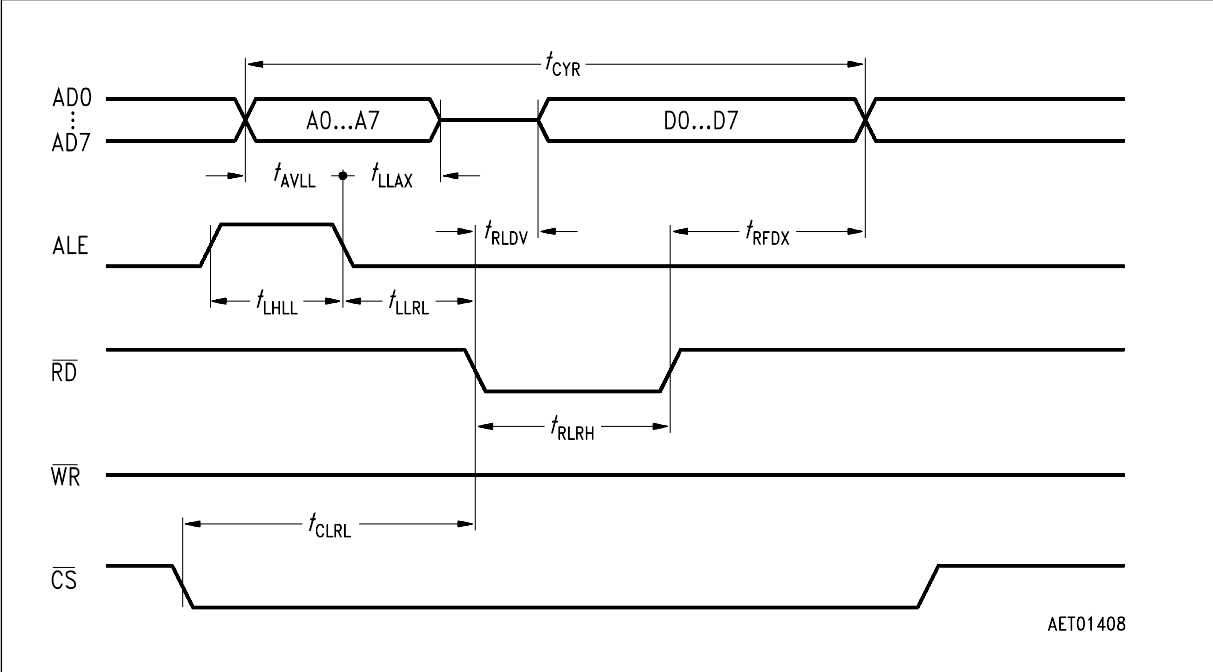 tCYR
AD0
⋮
AD7
A0...A7
D0...D7
tAVLL
tLLAX
ALE
tRLDV
tRFDX
tLHLL
tLLRL
RD
tRLRH
WR
tCLRL
CS
AET01408